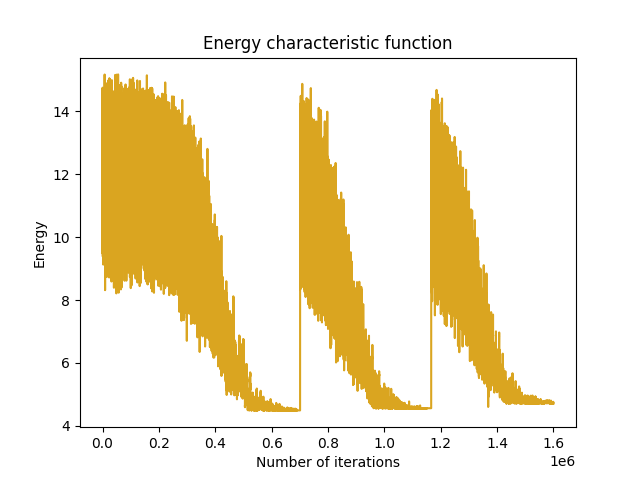 Energy characteristic function
Energy
14
12
10
8
6
4
0.0 0.2 0.4 0.6 0.8 1.0 1.2 1.4 1.6
1e6
Number of iterations